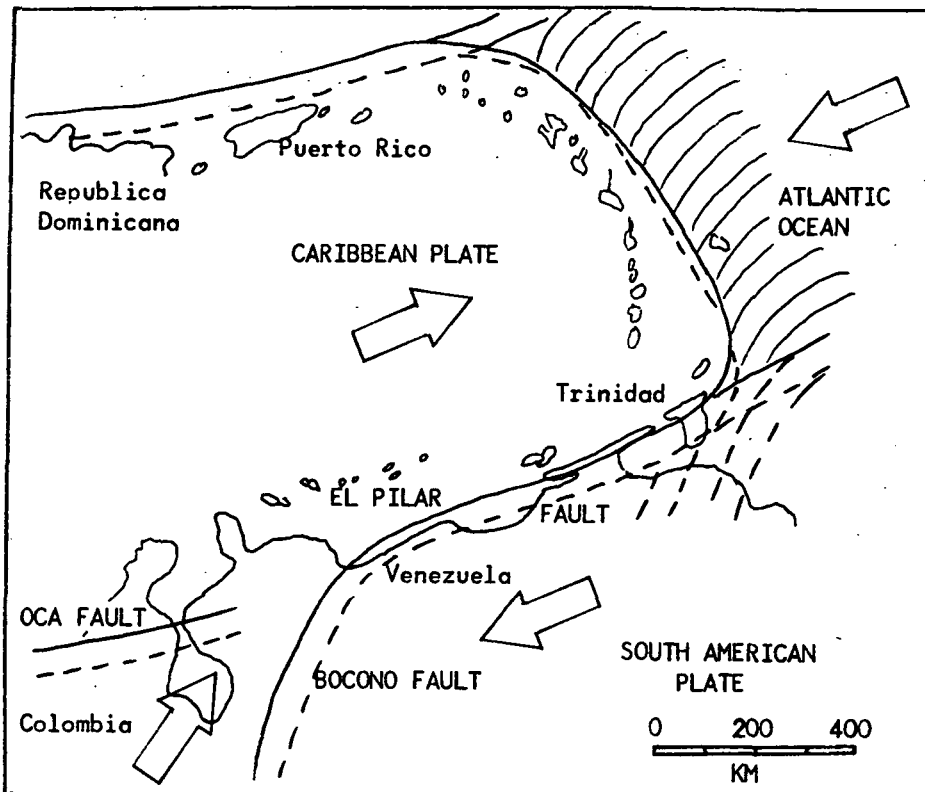 Puerto Rico
Republica
Dominicana
ATLANTIC
OCEAN
CARIBBEAN PLATE
Trinidad
EL PILAR
FAULT
Venezuela
OCA FAULT
BOCONO FAULT
SOUTH AMERICAN
PLATE
Colombia
0 200 400
KM